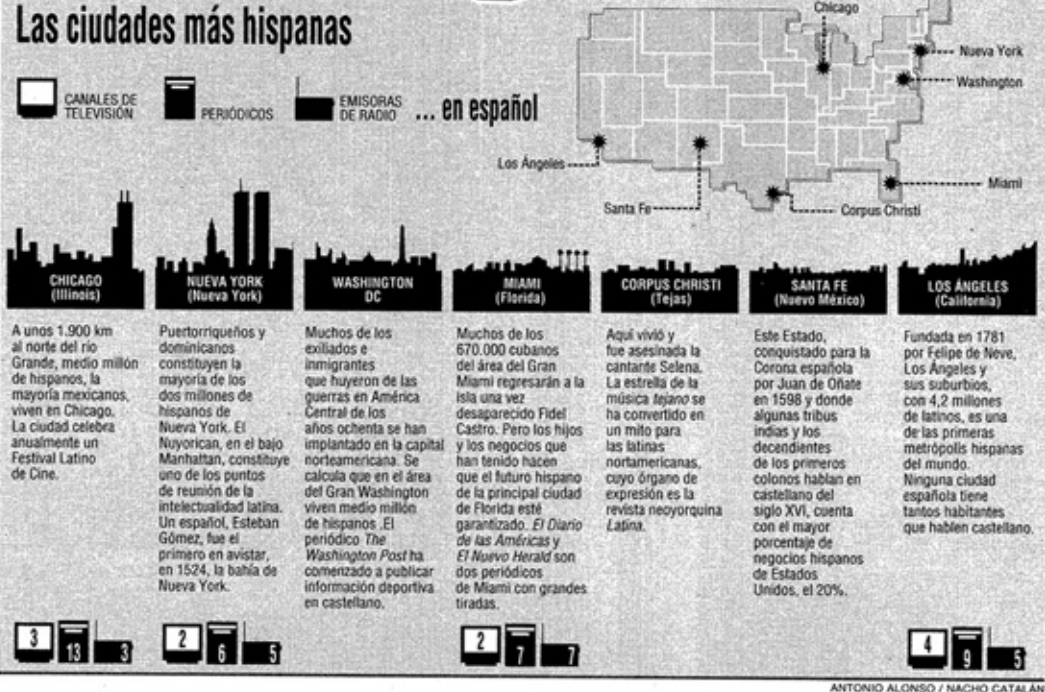 Las ciudades más hispanas
CANALES DE
TELEVISIÓN
PERIÓDICOS
EMISORAS
DE RADIO
... en español
Chicago
Nueva York
Washington
Los Ángeles
Miami
Santa Fe
Corpus Christi
CHICAGO
(Illinois)
A unos 1.900 km
al norte del río
Grande, medio millón
de hispanos, la
mayoría mexicanos,
viven en Chicago.
La ciudad celebra
anualmente un
Festival Latino
de Cine.
3
13
3
NUEVA YORK
(Nueva York)
Puertorriqueños y
dominicanos
constituyen la
mayoría de los
dos millones de
hispanos de
Nueva York. El
Nuyorican, en el bajo
Manhattan, constituye
uno de los puntos
de reunión de la
intelectualidad latina.
Un español, Esteban
Gómez, fue el
primero en avistar,
en 1524, la bahía de
Nueva York.
2
6
5
WASHINGTON
DC
Muchos de los
exiliados e
inmigrantes
que huyeron de las
guerras en América
Central de los
años ochenta se han
implantado en la capital
norteamericana. Se
calcula que en el área
del Gran Washington
viven medio millón
de hispanos .El
periódico The
Washington Post ha
comenzado a publicar
información deportiva
en castellano.
MIAMI
(Florida)
Muchos de los
670.000 cubanos
del área del Gran
Miami regresarán a la
Isla una vez
desaparecido Fidel
Castro. Pero los hijos
y los negocios que
han tenido hacen
que el futuro hispano
de la principal ciudad
de Florida esté
garantizado. El Diario
de las Américas y
El Nuevo Herald son
dos periódicos
de Miami con grandes
tiradas.
2
7
7
CORPUS CHRISTI
(Tejas)
Aquí vivió y
fue asesinada la
cantante Selena.
La estrella de la
música tejano se
ha convertido en
un mito para
las latinas
nortamericanas,
cuyo órgano de
expresión es la
revista neoyorquina
Latina.
SANTA FE
(Nuevo México)
Este Estado,
conquistado para la
Corona española
por Juan de Oñate
en 1598 y donde
algunas tribus
indias y los
decendientes
de los primeros
colonos hablan en
castellano del
siglo XVI, cuenta
con el mayor
porcentaje de
negocios hispanos
de Estados
Unidos, el 20%.
LOS ÁNGELES
(California)
Fundada en 1781
por Felipe de Neve,
Los Ángeles y
sus suburbios,
con 4,2 millones
de latinos, es una
de las primeras
metrópolis hispanas
del mundo.
Ninguna ciudad
española tiene
tantos habitantes
que hablen castellano.
4
9
5
ANTONIO ALONSO / NACHO CATALÁN